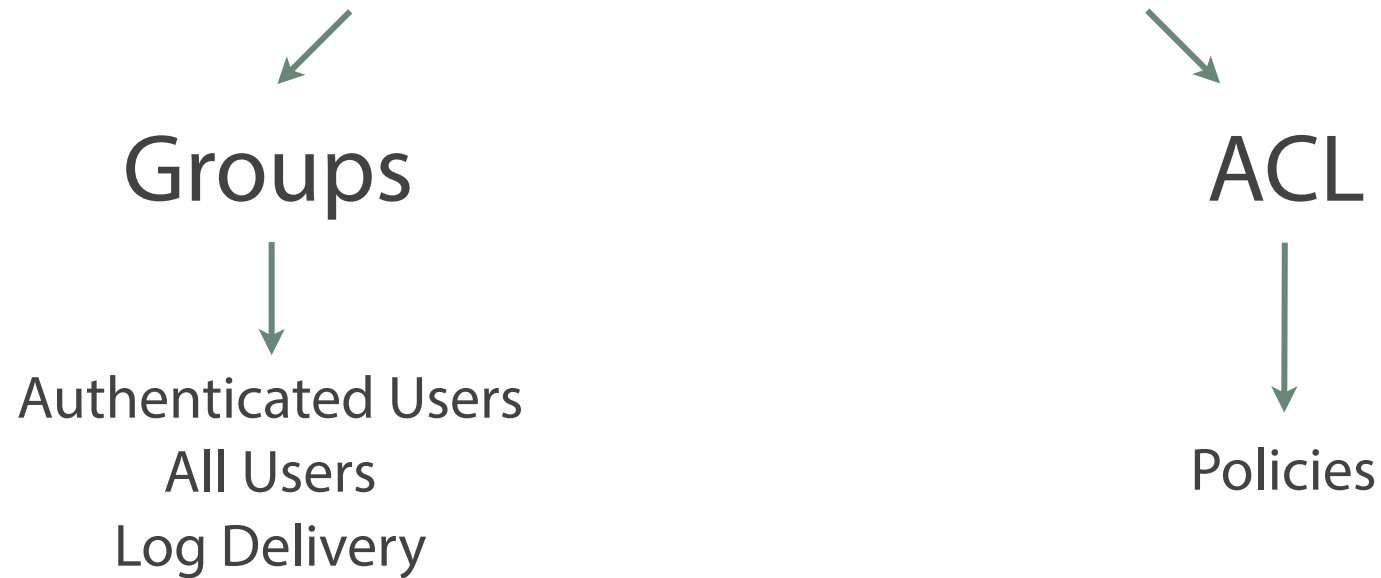 Groups
ACL
Authenticated Users
All Users
Log Delivery
Policies